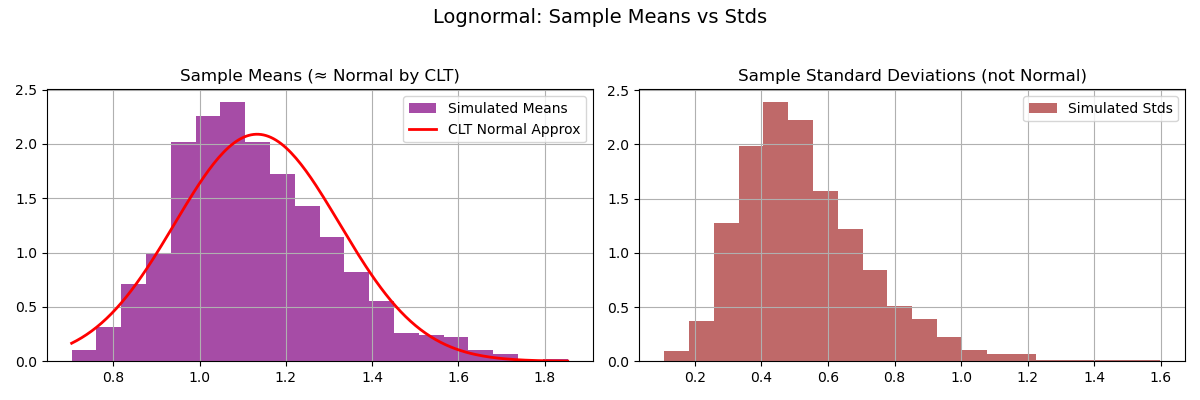 Lognormal: Sample Means vs Stds
Sample Means (≈ Normal by CLT)
2.5
2.0
1.5
1.0
0.5
0.0
0.8 1.0 1.2 1.4 1.6 1.8
Simulated Means
CLT Normal Approx
Sample Standard Deviations (not Normal)
2.5
2.0
1.5
1.0
0.5
0.0
0.2 0.4 0.6 0.8 1.0 1.2 1.4 1.6
Simulated Stds